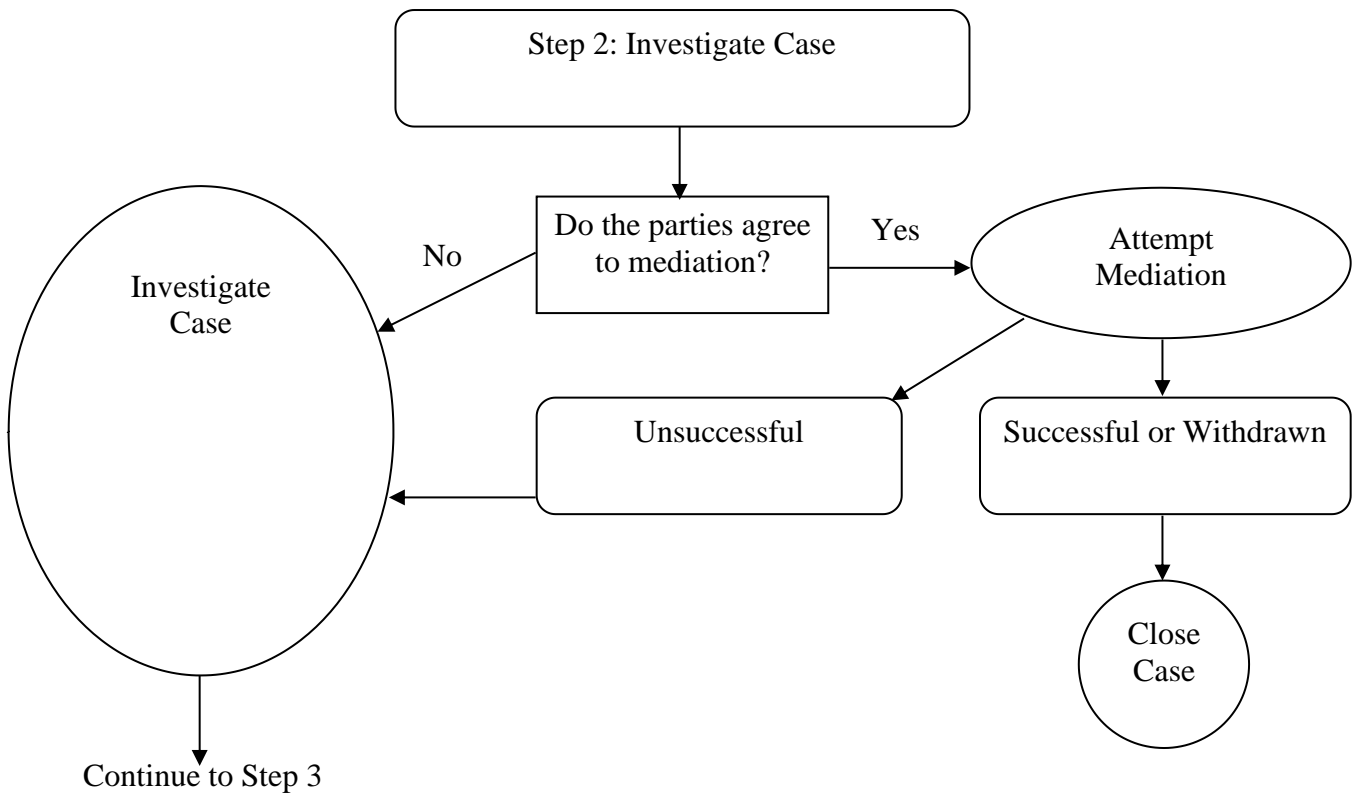 Step 2: Investigate Case
Do the parties agree
to mediation?
Yes
No
Attempt
Mediation
Investigate
Case
Unsuccessful
Successful or Withdrawn
Close
Case
Continue to Step 3